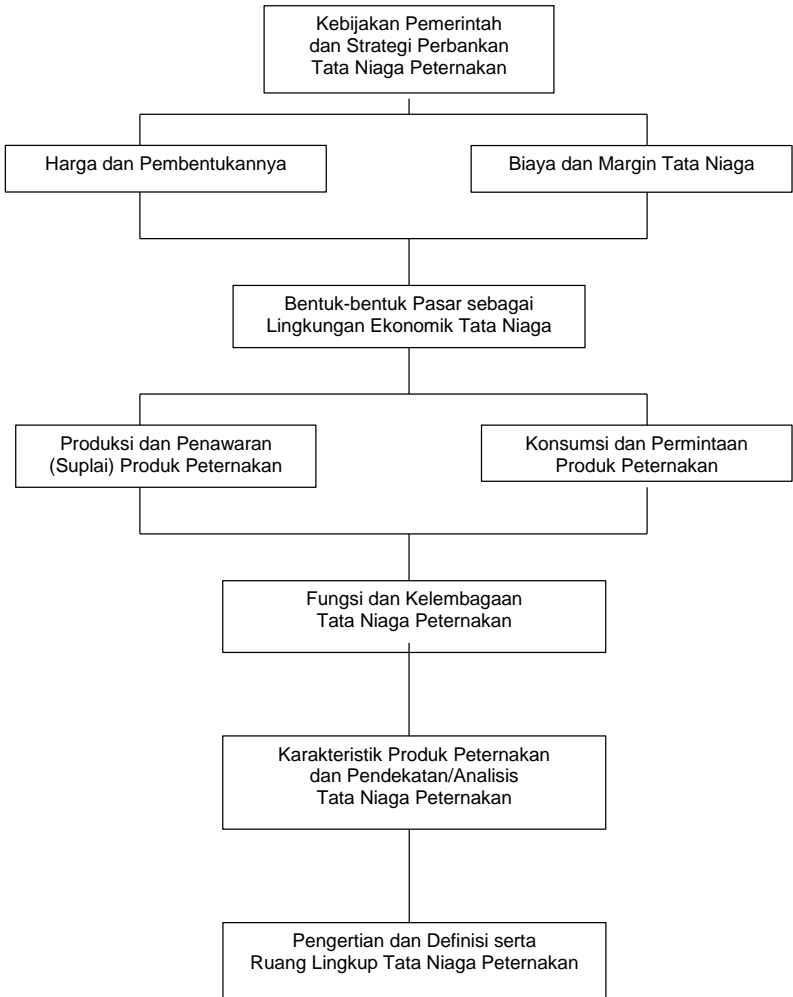 Kebijakan Pemerintah
dan Strategi Perbankan
Tata Niaga Peternakan
Harga dan Pembentukannya
Biaya dan Margin Tata Niaga
Bentuk-bentuk Pasar sebagai
Lingkungan Ekonomik Tata Niaga
Produksi dan Penawaran
(Suplai) Produk Peternakan
Konsumsi dan Permintaan
Produk Peternakan
Fungsi dan Kelembagaan
Tata Niaga Peternakan
Karakteristik Produk Peternakan
dan Pendekatan/Analisis
Tata Niaga Peternakan
Pengertian dan Definisi serta
Ruang Lingkup Tata Niaga Peternakan